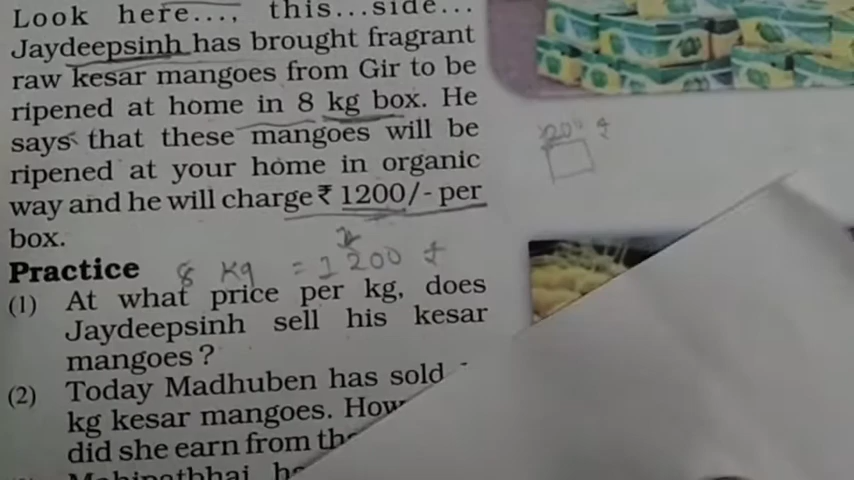 Look here...., this...side...
Jaydeepsinh has brought fragrant
raw kesar mangoes from Gir to be
ripened at home in 8 kg box. He
says that these mangoes will be
ripened at your home in organic
way and he will charge ₹ 1200/- per
box.
Practice
8 Kg = 1200 ₹
(1) At what price per kg, does
Jaydeepsinh sell his kesar
mangoes ?
(2) Today Madhuben has sold
kg kesar mangoes. How
did she earn from